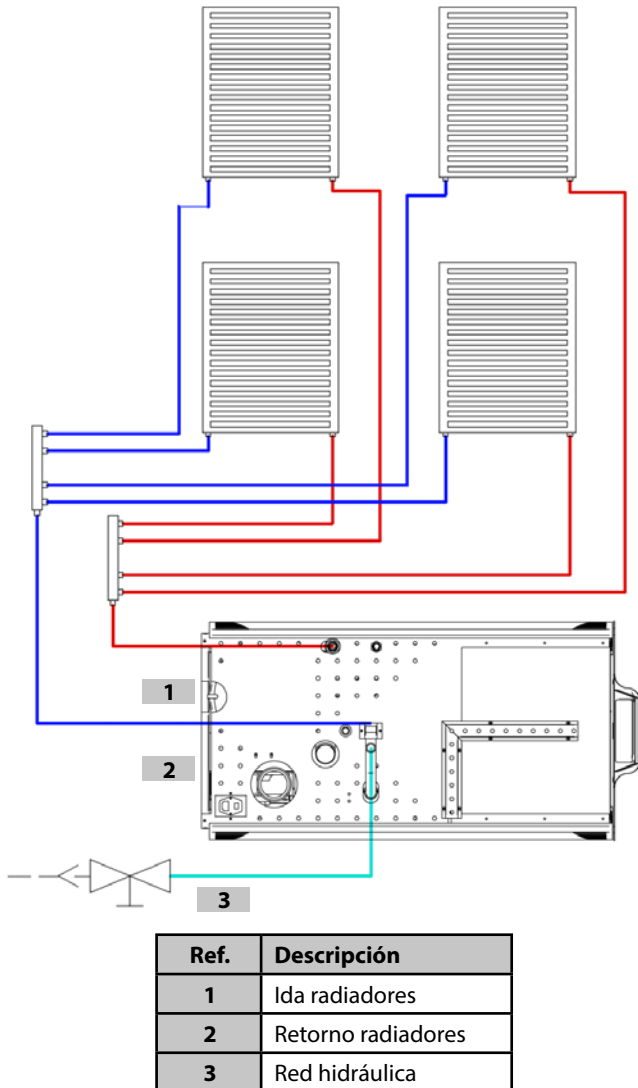 1
2
3
Ref. Descripción
1 Ida radiadores
2 Retorno radiadores
3 Red hidráulica